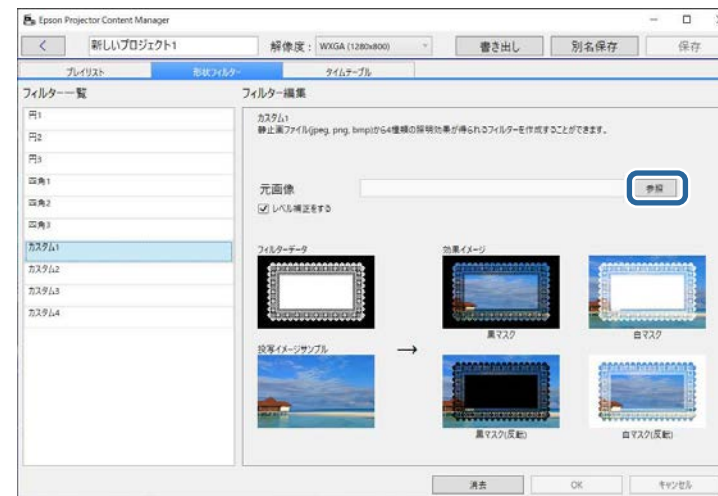 Epson Projector Content Manager
新しいプロジェクト1
解像度：
WXGA (1280x800)
書き出し
別名保存
保存
プレイリスト
形状フィルター
タイムテーブル
フィルター一覧
フィルター編集
円1
円2
円3
四角1
四角2
四角3
カスタム1
カスタム2
カスタム3
カスタム4
カスタム1
静止画ファイル(jpeg, png, bmp)から4種類の照明効果が得られるフィルターを作成することができます。
元画像
参照
レベル補正をする
フィルターデータ
効果イメージ
黒マスク
白マスク
投写イメージサンプル
→
黒マスク(反転)
白マスク(反転)
消去
OK
キャンセル